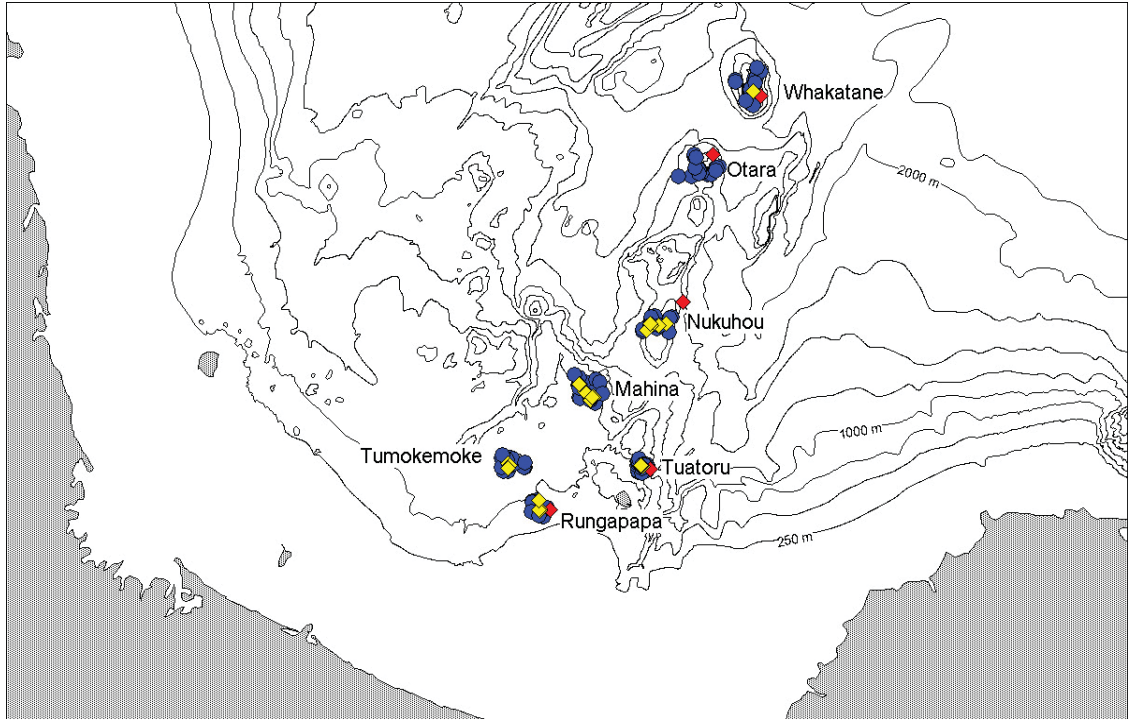 Whakatane
Otara
2000 m
Nukuhou
Mahina
1000 m
Tumokemoke
Tuatoru
Rungapapa
250 m